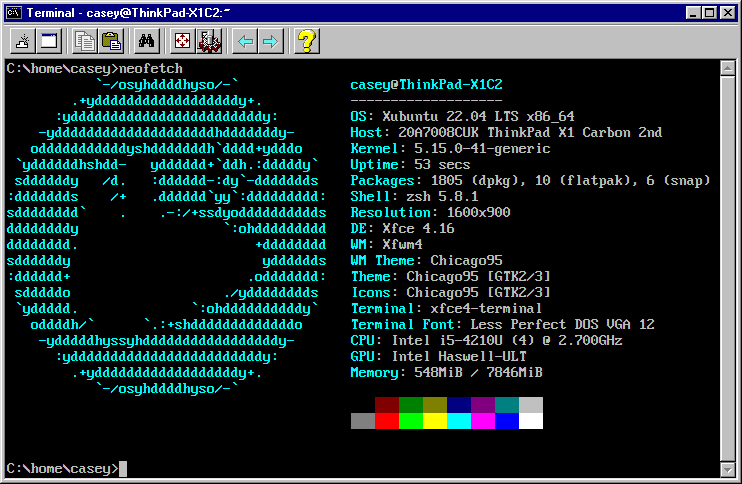 Terminal - casey@ThinkPad-X1C2:~
C:\home\casey>neofetch
`-/osyhddddhyso/-`
.+yddddddddddddddddddy+.
:yddddddddddddddddddddddddy:
-yddddddddddddddddddddhdddddddy-
odddddddddddyshdddddddh`dddd+ydddo
`yddddddhshdd- ydddddd+`ddh.:dddddy`
sddddddy /d. :dddddd-:dy`-ddddddds
:ddddddds /+ .dddddd`yy`:ddddddddd:
sdddddddd` . .-:/+ssdyodddddddddds
ddddddddy `:ohddddddddd
dddddddd. +dddddddd
sddddddy ydddddds
:dddddd+ .oddddddd:
sdddddo ./ydddddddds
`yddddd. `:ohddddddddddy`
oddddh/` `.:+shdddddddddddddo
-ydddddhyssyhdddddddddddddddddy-
:yddddddddddddddddddddddddy:
.+yddddddddddddddddddy+.
`-/osyhddddhyso/-`
casey@ThinkPad-X1C2
-------------------
OS: Xubuntu 22.04 LTS x86_64
Host: 20A7008CUK ThinkPad X1 Carbon 2nd
Kernel: 5.15.0-41-generic
Uptime: 53 secs
Packages: 1805 (dpkg), 10 (flatpak), 6 (snap)
Shell: zsh 5.8.1
Resolution: 1600x900
DE: Xfce 4.16
WM: Xfwm4
WM Theme: Chicago95
Theme: Chicago95 [GTK2/3]
Icons: Chicago95 [GTK2/3]
Terminal: xfce4-terminal
Terminal Font: Less Perfect DOS VGA 12
CPU: Intel i5-4210U (4) @ 2.700GHz
GPU: Intel Haswell-ULT
Memory: 548MiB / 7846MiB
C:\home\casey>